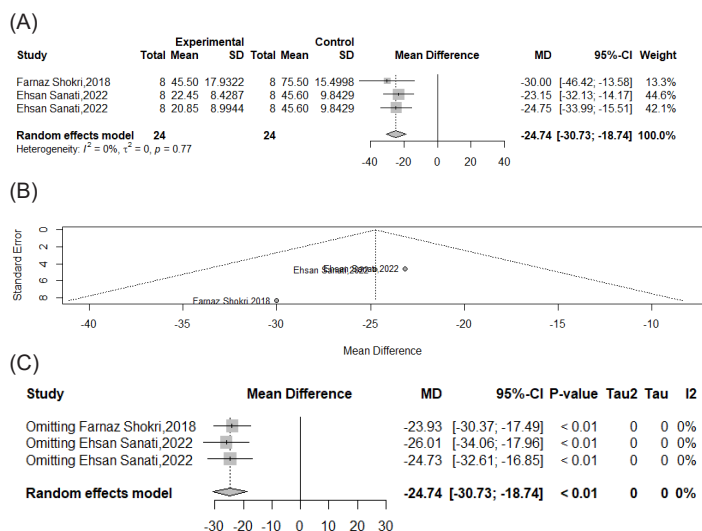 (A)
Experimental Control
Study Total Mean SD Total Mean SD Mean Difference MD 95%-CI Weight
Farnaz Shokri,2018 8 45.50 17.9322 8 75.50 15.4998 -30.00 [-46.42; -13.58] 13.3%
Ehsan Sanati,2022 8 22.45 8.4287 8 45.60 9.8429 -23.15 [-32.13; -14.17] 44.6%
Ehsan Sanati,2022 8 20.85 8.9944 8 45.60 9.8429 -24.75 [-33.99; -15.51] 42.1%
Random effects model 24 24 -24.74 [-30.73; -18.74] 100.0%
Heterogeneity: I² = 0%, τ² = 0, p = 0.77
-40 -20 0 20 40
(B)
Standard Error
0
2
4
6
8
Ehsan Sanati,2022
Ehsan Sanati,2022
Farnaz Shokri,2018
-40 -35 -30 -25 -20 -15 -10
Mean Difference
(C)
Study Mean Difference MD 95%-CI P-value Tau2 Tau I2
Omitting Farnaz Shokri,2018 -23.93 [-30.37; -17.49] < 0.01 0 0 0%
Omitting Ehsan Sanati,2022 -26.01 [-34.06; -17.96] < 0.01 0 0 0%
Omitting Ehsan Sanati,2022 -24.73 [-32.61; -16.85] < 0.01 0 0 0%
Random effects model -24.74 [-30.73; -18.74] < 0.01 0 0 0%
-30 -20 -10 0 10 20 30